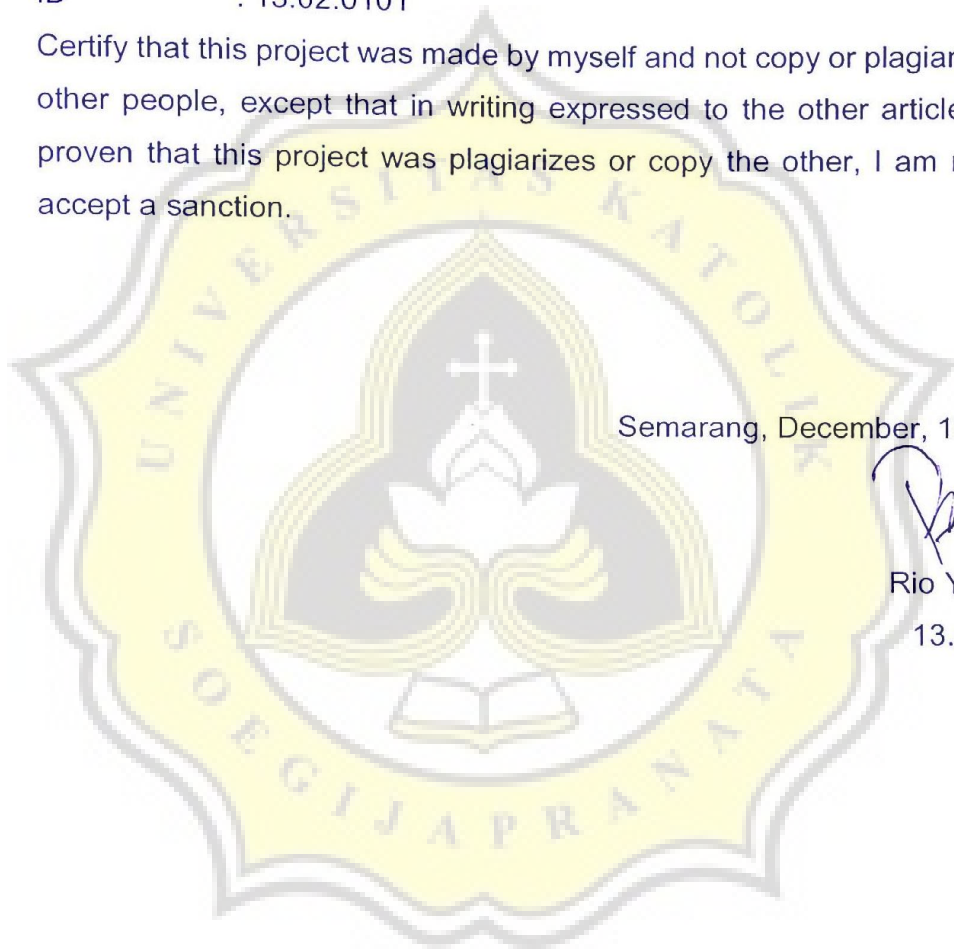 ID : 13.02.0101
Certify that this project was made by myself and not copy or plagiar
other people, except that in writing expressed to the other article
proven that this project was plagiarizes or copy the other, I am
accept a sanction.
UNIVERSITAS KATOLIK
SOEGIJAPRANATA
Semarang, December, 1
Rio
13.